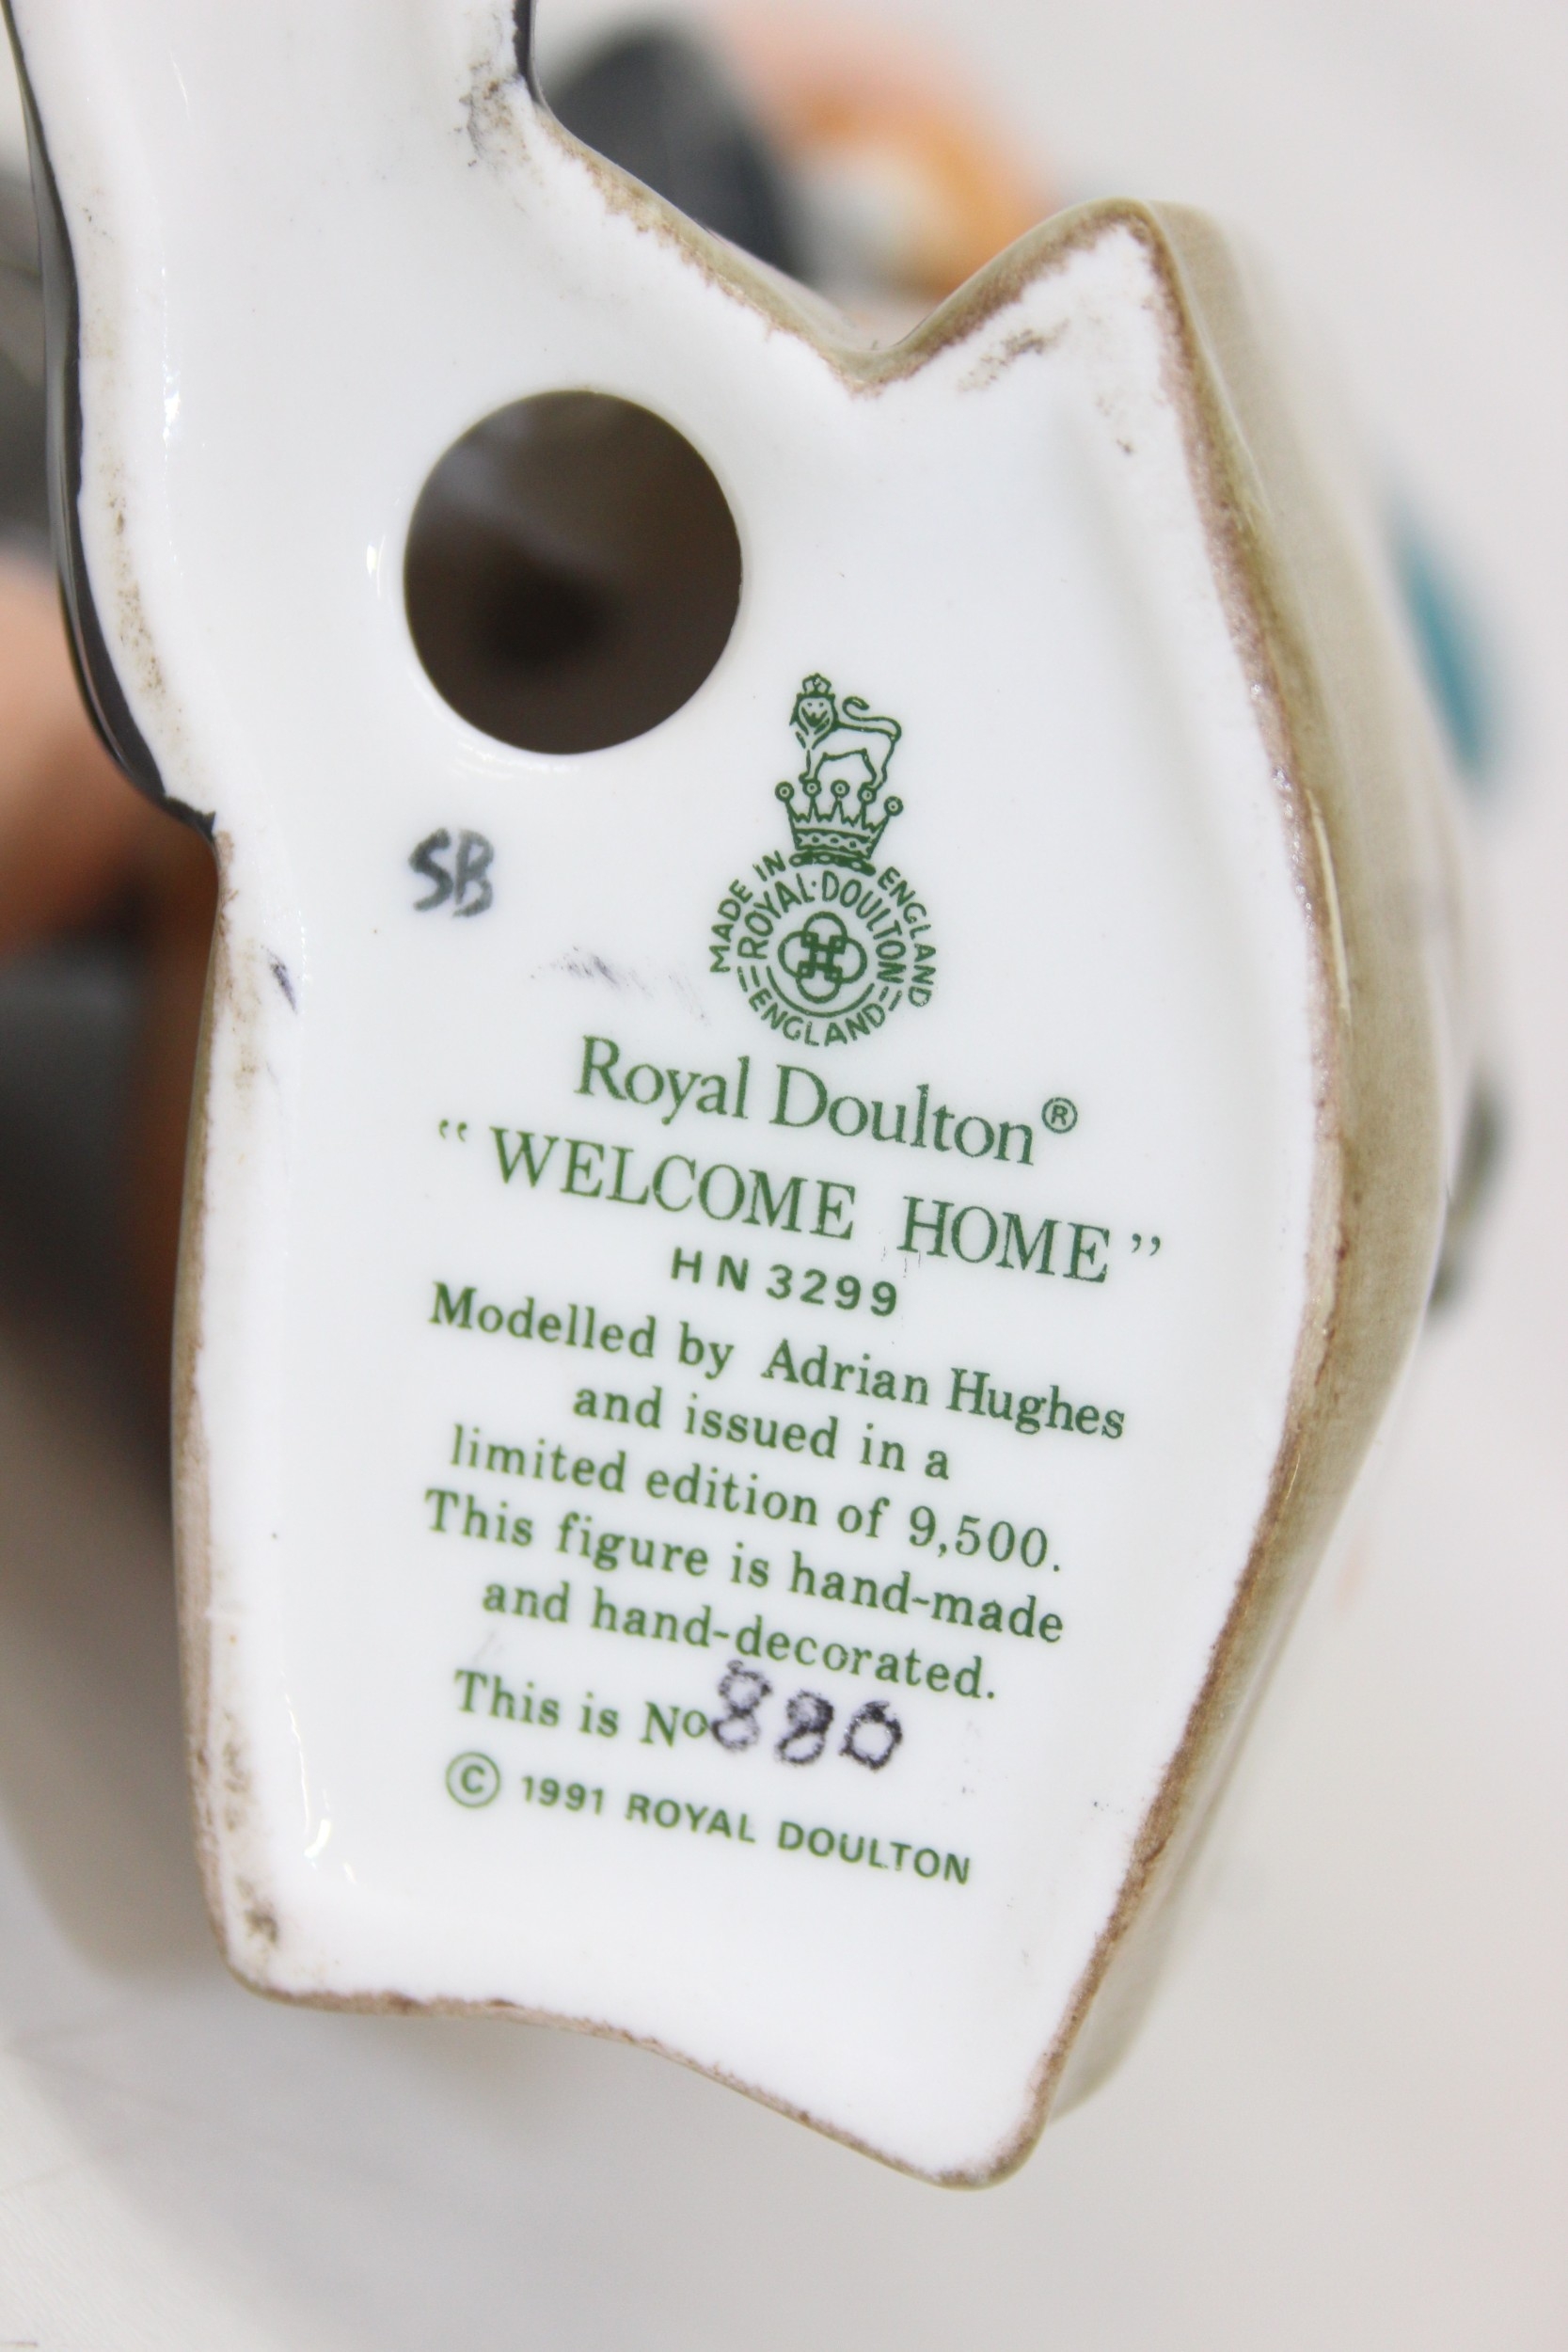 SB
MADE IN ENGLAND
ROYAL·DOULTON
ENGLAND
Royal Doulton®
“WELCOME HOME”
HN 3299
Modelled by Adrian Hughes
and issued in a
limited edition of 9,500.
This figure is hand-made
and hand-decorated.
This is Nº 880
© 1991 ROYAL DOULTON